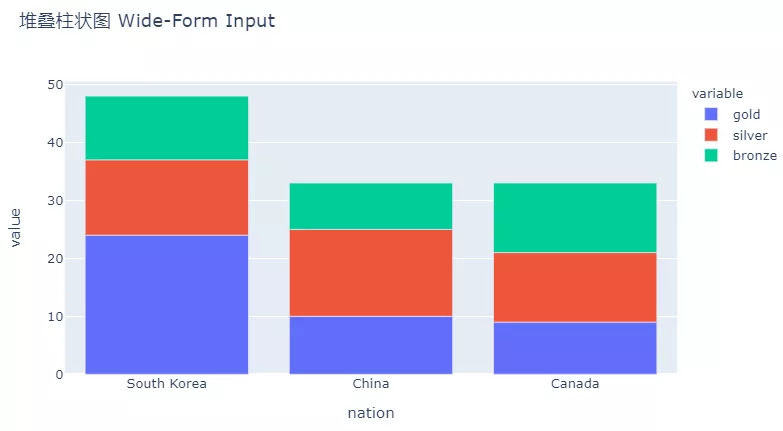 堆叠柱状图 Wide-Form Input
50
40
30
20
10
0
value
South Korea
China
Canada
nation
variable
gold
silver
bronze